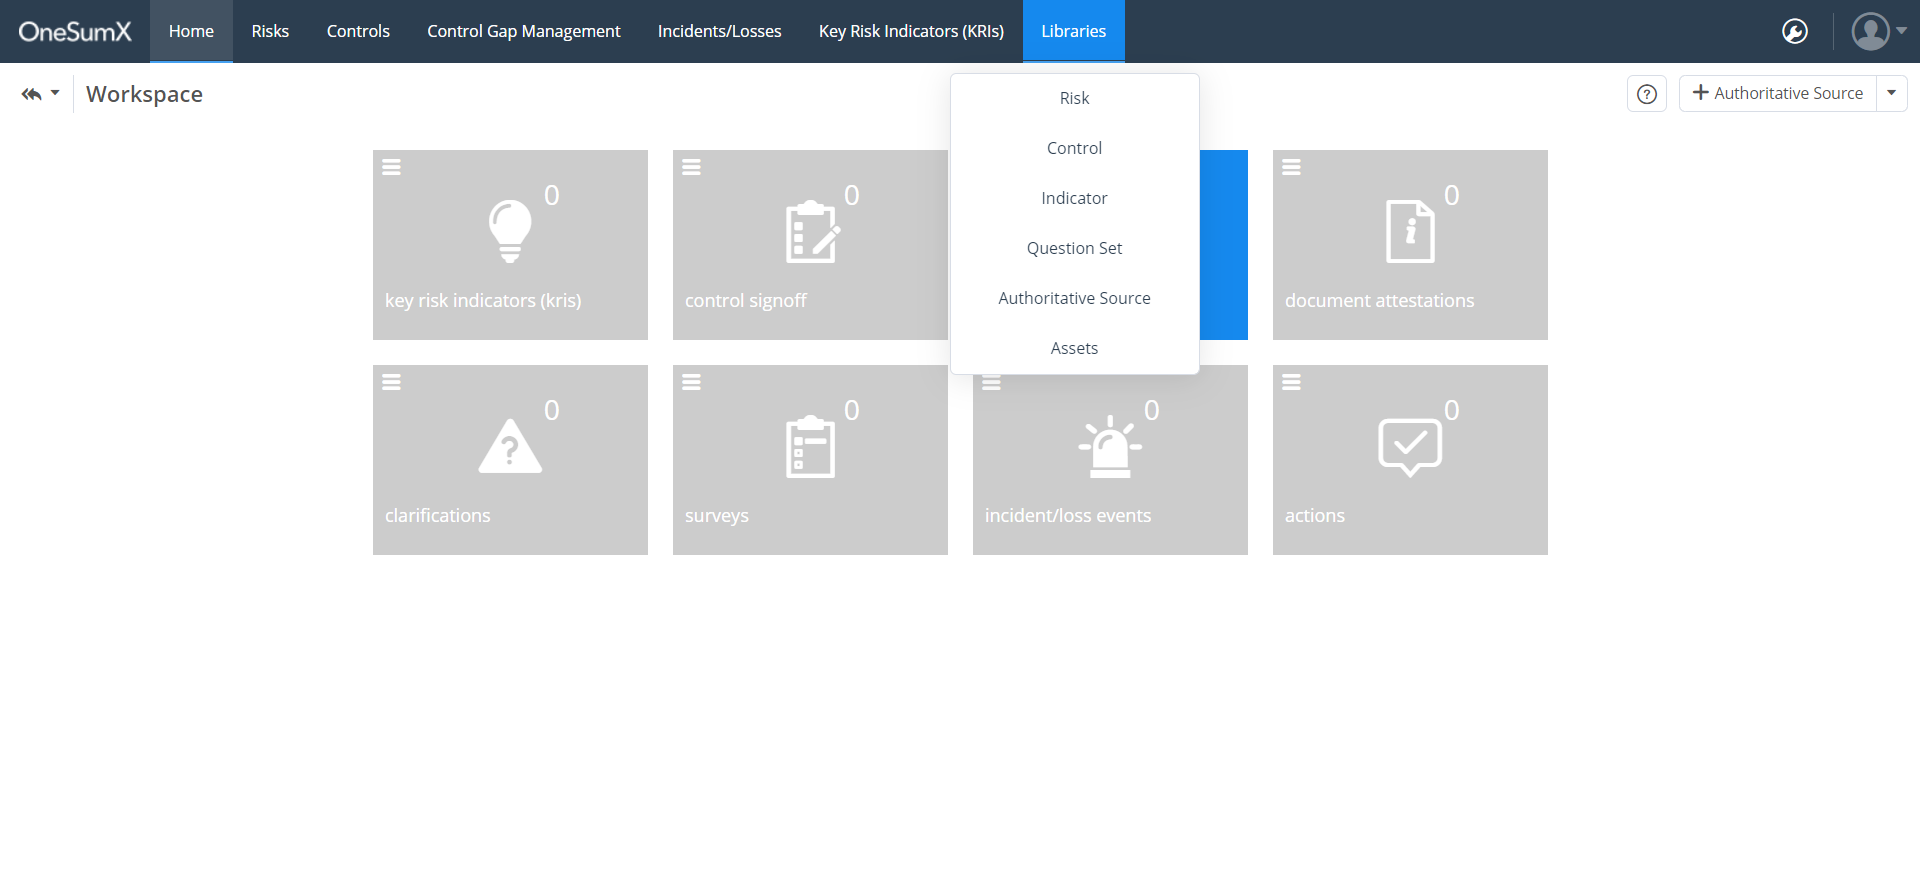 OneSumX
Home
Risks
Controls
Control Gap Management
Incidents/Losses
Key Risk Indicators (KRIs)
Libraries
Workspace
Authoritative Source
Risk
Control
Indicator
Question Set
Authoritative Source
Assets
0
key risk indicators (kris)
0
control signoff
0
document attestations
0
clarifications
0
surveys
0
incident/loss events
0
actions